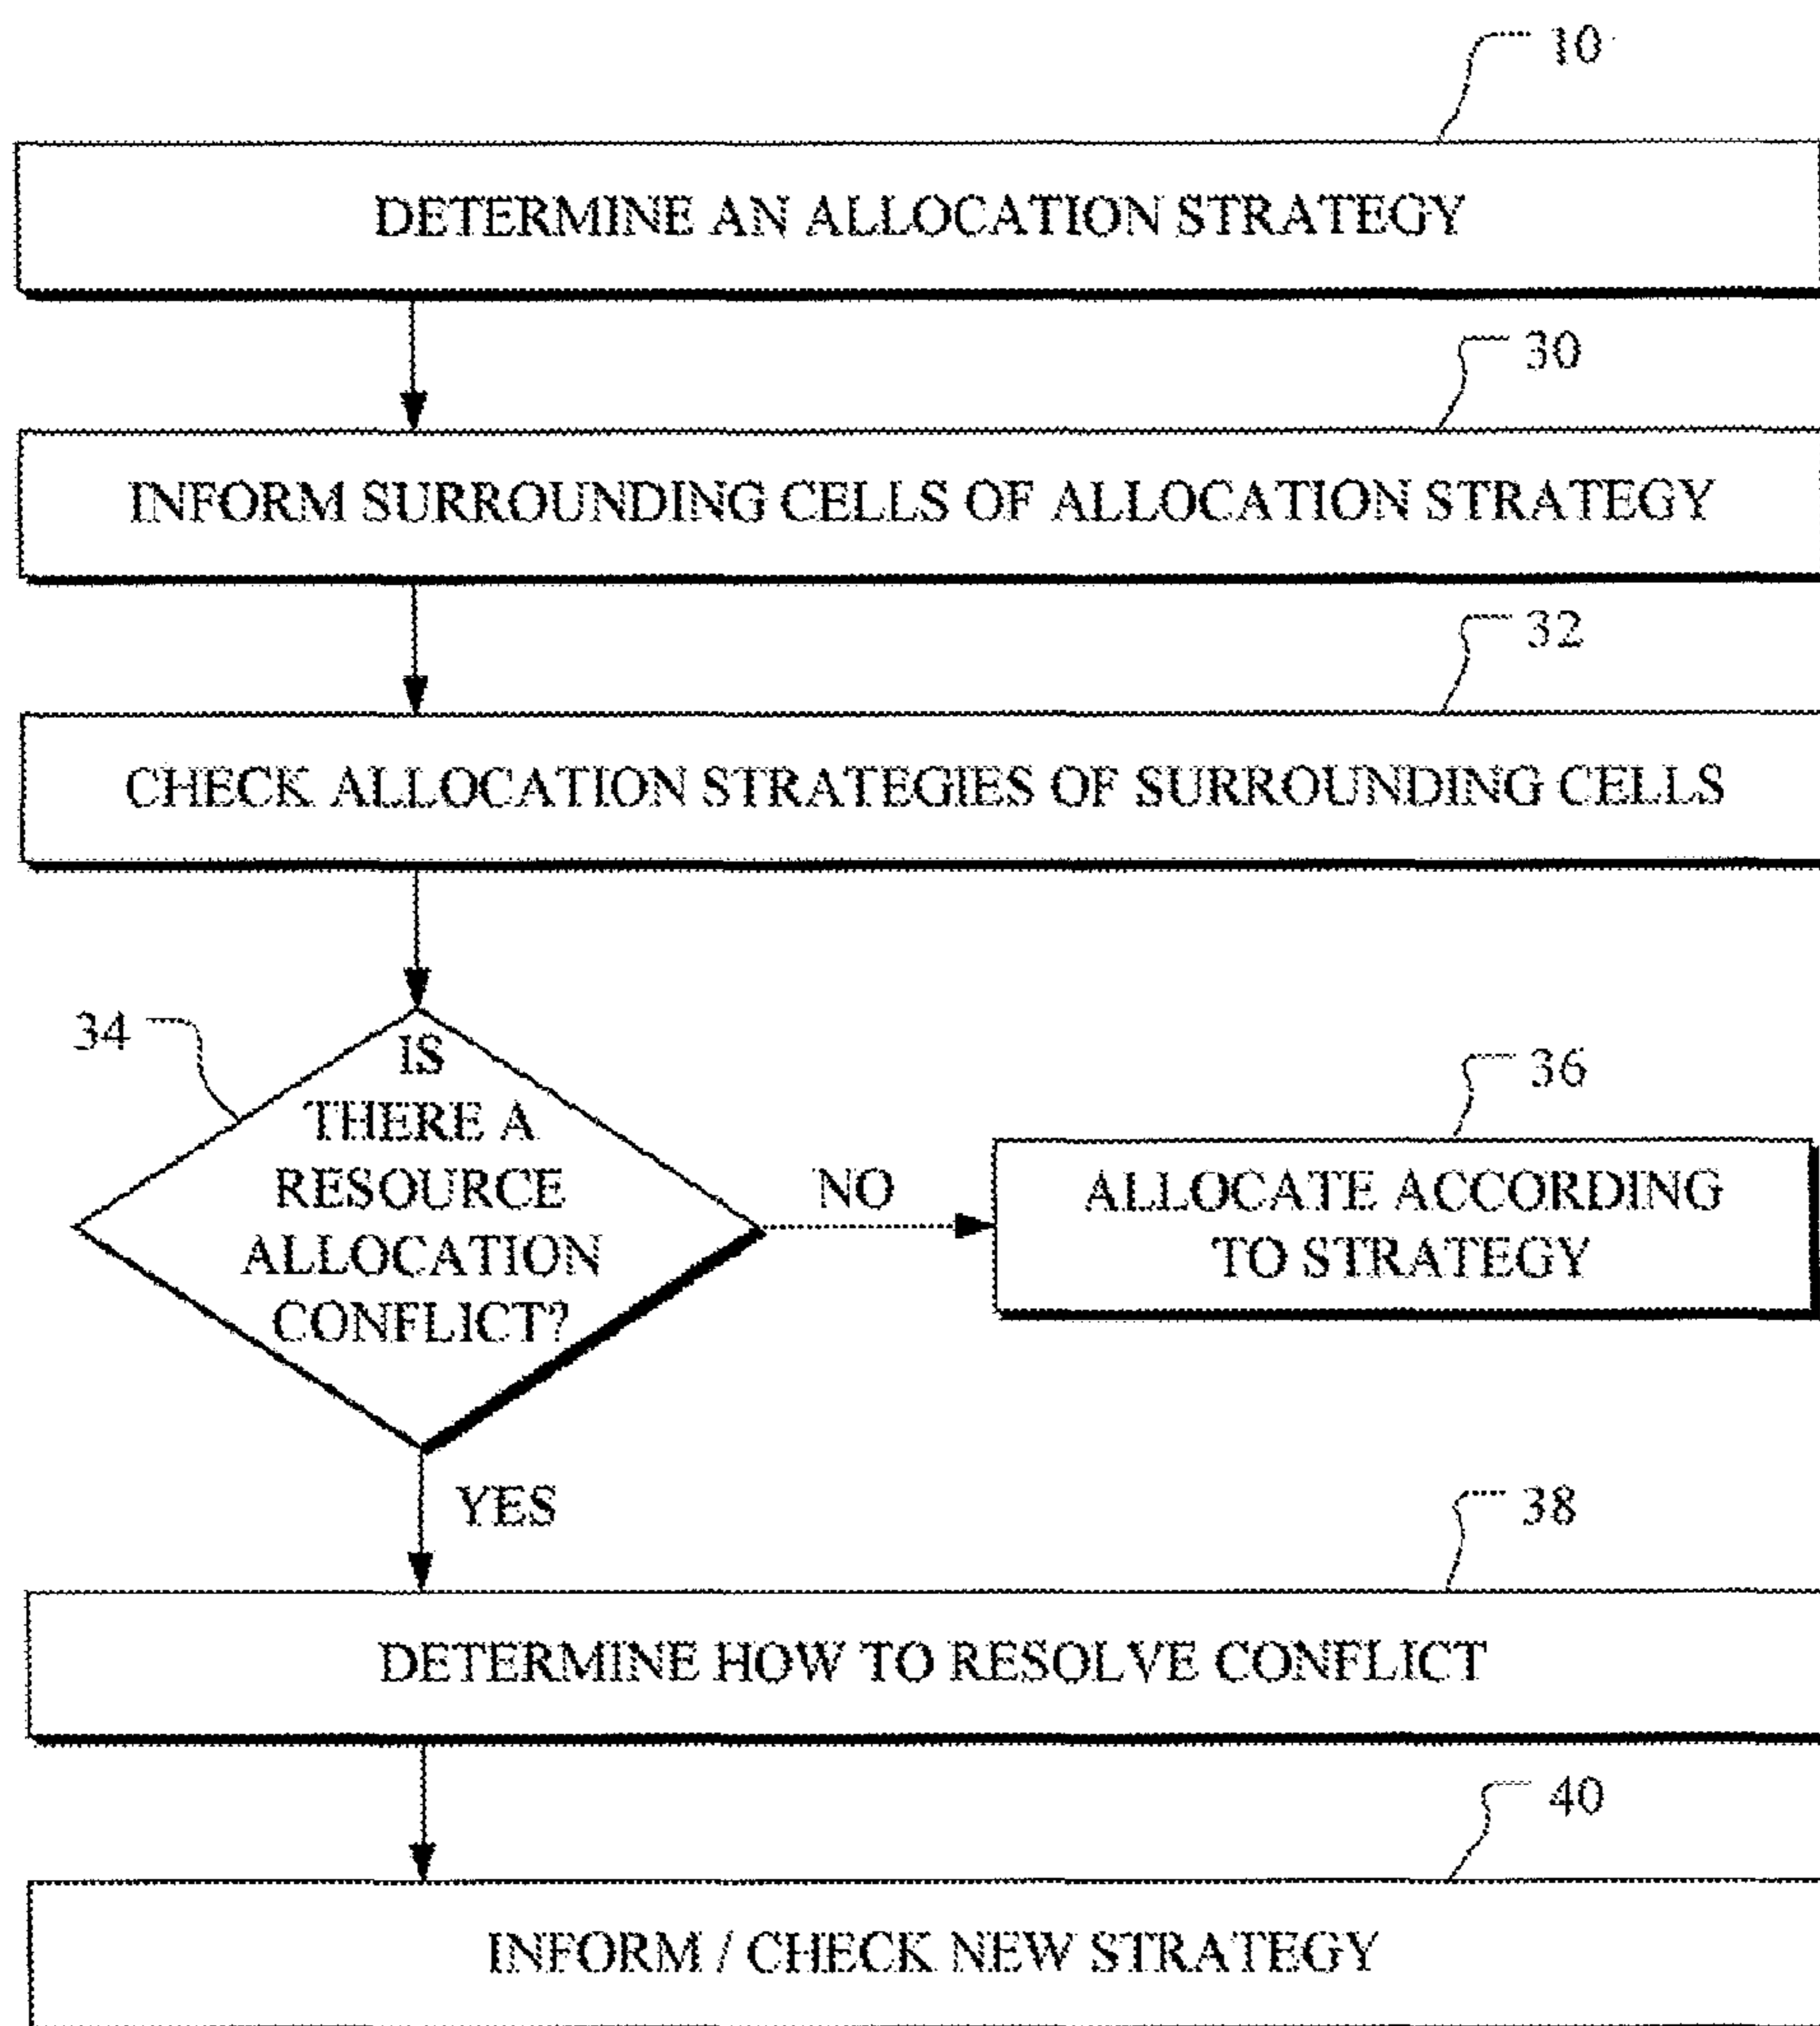 10
DETERMINE AN ALLOCATION STRATEGY
30
INFORM SURROUNDING CELLS OF ALLOCATION STRATEGY
32
CHECK ALLOCATION STRATEGIES OF SURROUNDING CELLS
34
IS
THERE A
RESOURCE
ALLOCATION
CONFLICT?
NO
36
ALLOCATE ACCORDING
TO STRATEGY
YES
38
DETERMINE HOW TO RESOLVE CONFLICT
40
INFORM / CHECK NEW STRATEGY